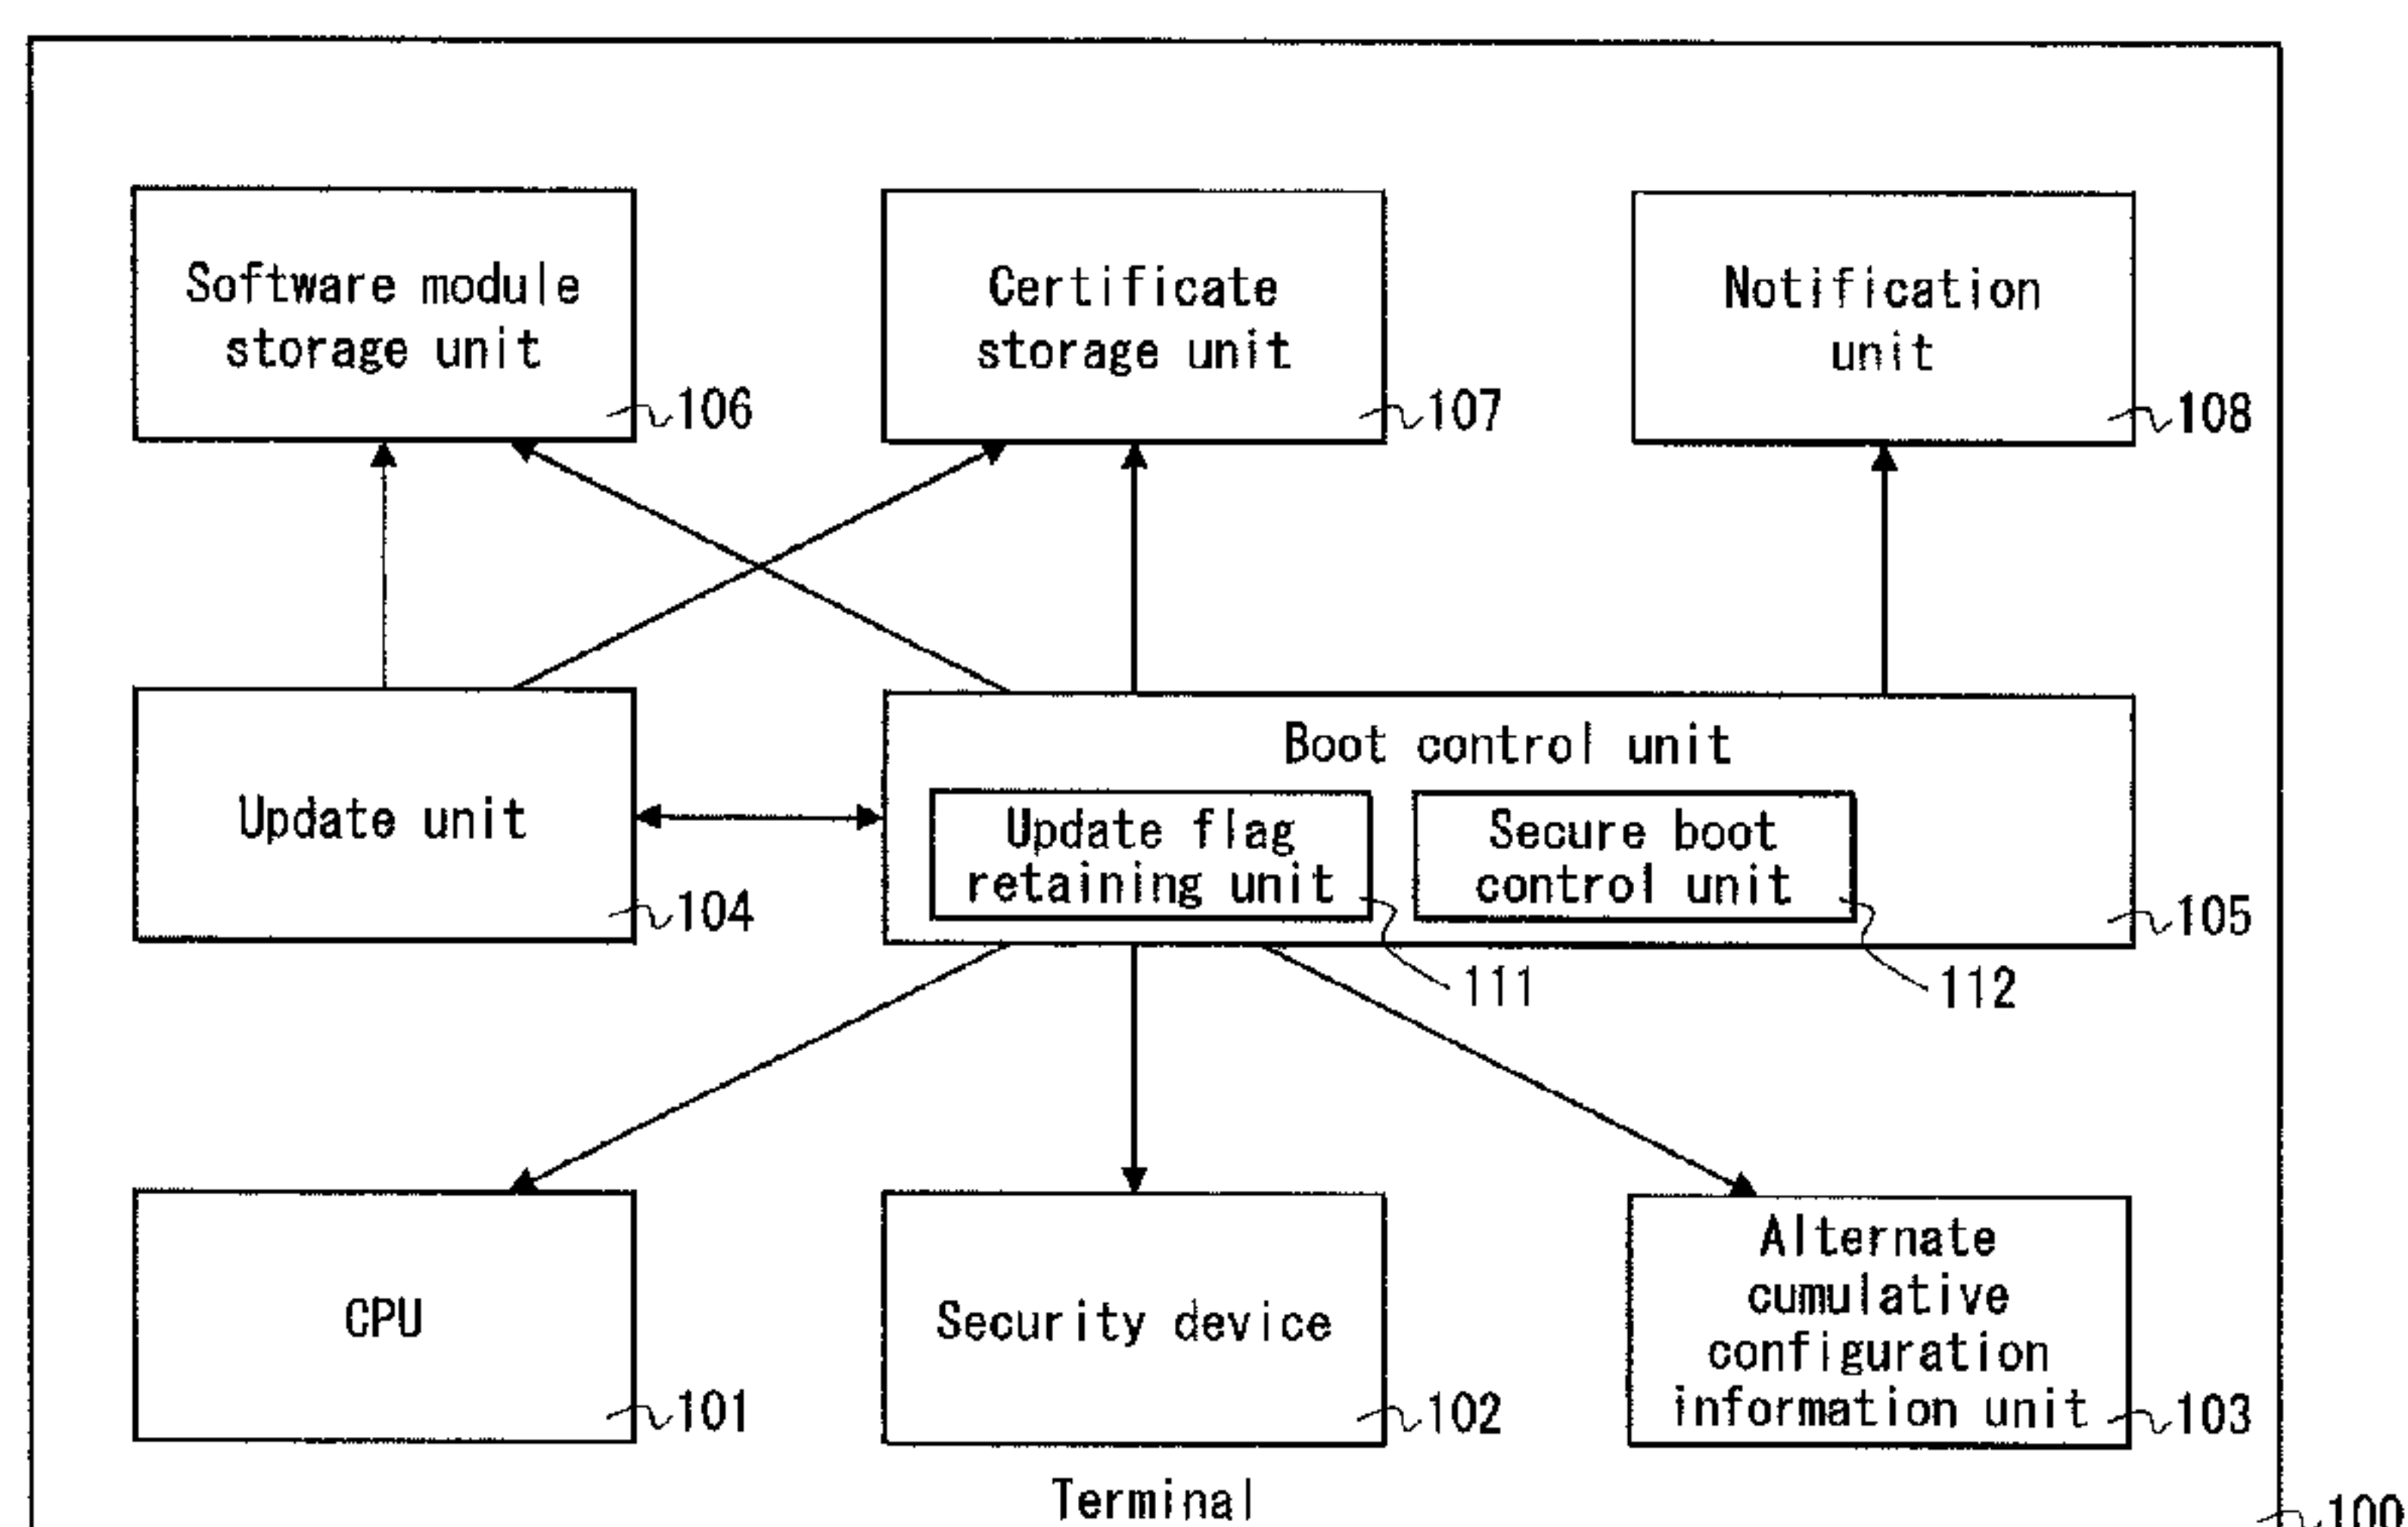 Software module
storage unit
106
Certificate
storage unit
107
Notification
unit
108
Update unit
104
Boot control unit
Update flag
retaining unit
Secure boot
control unit
105
111
112
CPU
101
Security device
102
Alternate
cumulative
configuration
information unit
103
Terminal
100